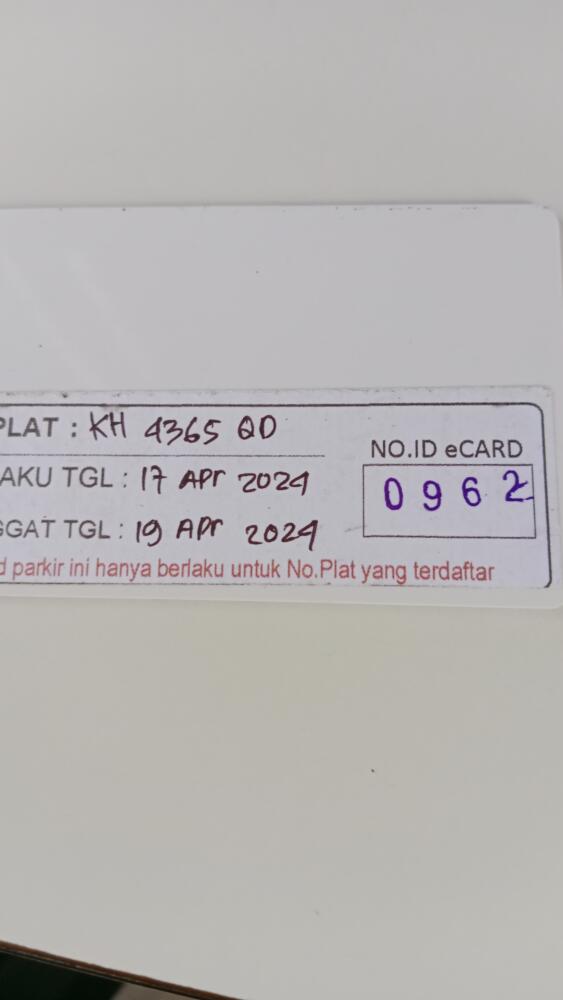 PLAT : KH 4365 QD
NO.ID eCARD
AKU TGL : 17 APr 2024
0962
GGAT TGL : 19 APr 2024
d parkir ini hanya berlaku untuk No.Plat yang terdaftar